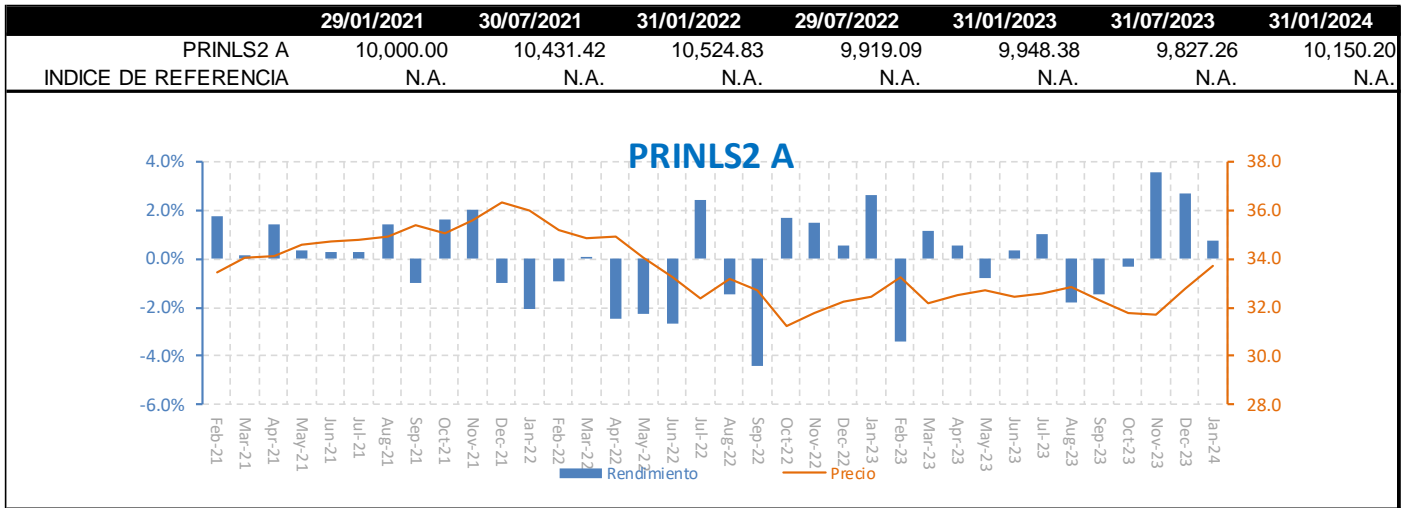 29/01/2021 30/07/2021 31/01/2022 29/07/2022 31/01/2023 31/07/2023 31/01/2024
PRINLS2 A 10,000.00 10,431.42 10,524.83 9,919.09 9,948.38 9,827.26 10,150.20
INDICE DE REFERENCIA N.A. N.A. N.A. N.A. N.A. N.A. N.A.
PRINLS2 A
4.0% 38.0
2.0% 36.0
0.0% 34.0
-2.0% 32.0
-4.0% 30.0
-6.0% 28.0
Feb-21 Mar-21 Apr-21 May-21 Jun-21 Jul-21 Aug-21 Sep-21 Oct-21 Nov-21 Dec-21 Jan-22 Feb-22 Mar-22 Apr-22 May-22 Jun-22 Jul-22 Aug-22 Sep-22 Oct-22 Nov-22 Dec-22 Jan-23 Feb-23 Mar-23 Apr-23 May-23 Jun-23 Jul-23 Aug-23 Sep-23 Oct-23 Nov-23 Dec-23 Jan-24
Rendimiento Precio